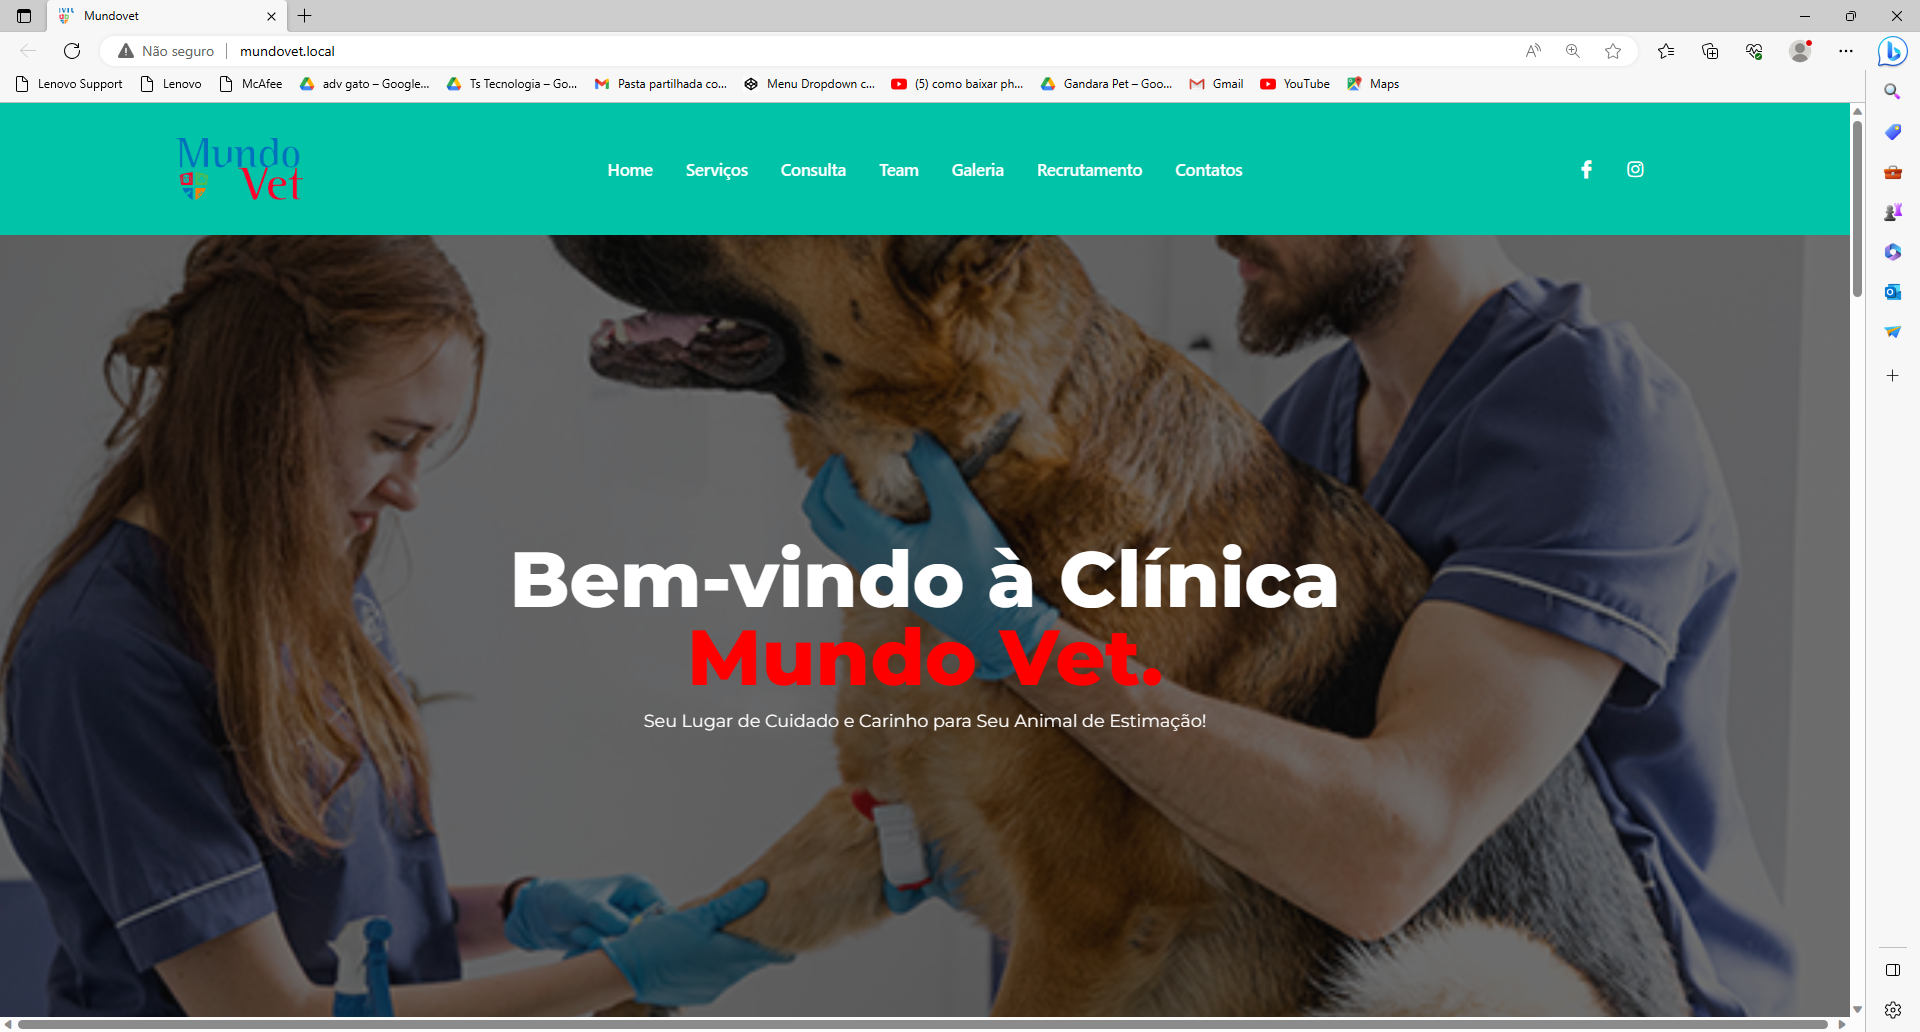 Mundovet
Não seguro
mundovet.local
Lenovo Support
Lenovo
McAfee
adv gato – Google...
Ts Tecnologia – Go...
Pasta partilhada co...
Menu Dropdown c...
(5) como baixar ph...
Gandara Pet – Goo...
Gmail
YouTube
Maps
Mundo
Vet
Home
Serviços
Consulta
Team
Galeria
Recrutamento
Contatos
Bem-vindo à Clínica
Mundo Vet.
Seu Lugar de Cuidado e Carinho para Seu Animal de Estimação!